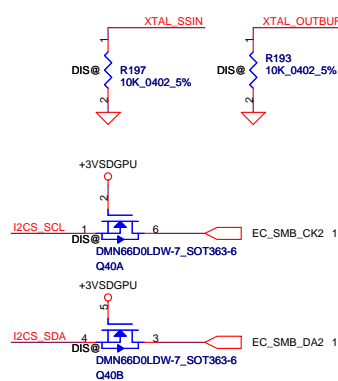 XTAL_SSIN
XTAL_OUTBUF
1
1
DIS@
R197
10K_0402_5%
DIS@
R193
10K_0402_5%
2
2
+3VSDGPU
2
I2CS_SCL
1
6
EC_SMB_CK2 1
DIS@
DMN66D0LDW-7_SOT363-6
Q40A
+3VSDGPU
5
I2CS_SDA
4
3
EC_SMB_DA2 1
DIS@
DMN66D0LDW-7_SOT363-6
Q40B